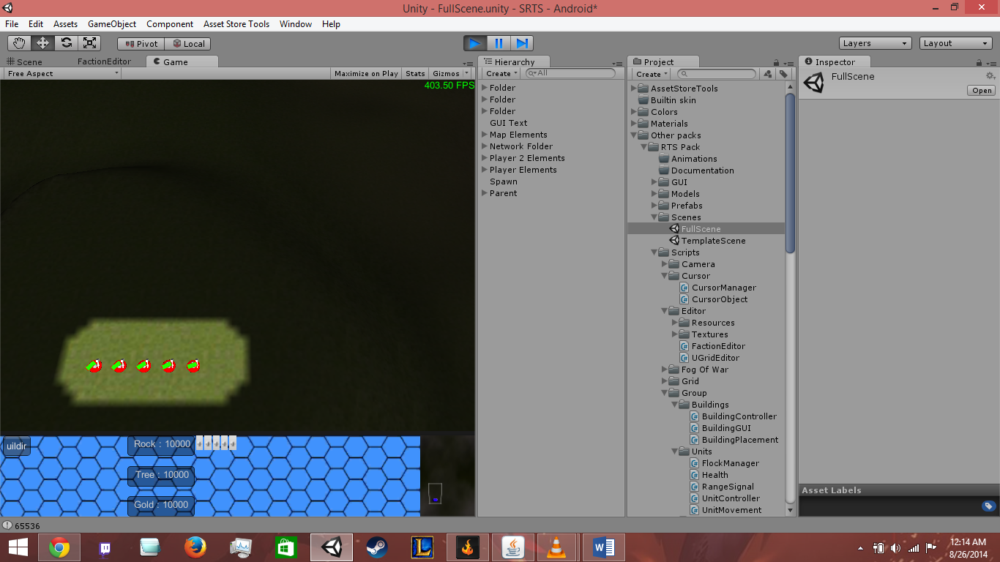 Unity - FullScene.unity - SRTS - Android*
File Edit Assets GameObject Component Asset Store Tools Window Help
Pivot Local
Layers Layout
Scene FactionEditor Game
Free Aspect Maximize on Play Stats Gizmos
403.50 FPS
uildir
Rock : 10000
Tree : 10000
Gold : 10000
Hierarchy
Create All
Folder
Folder
Folder
GUI Text
Map Elements
Network Folder
Player 2 Elements
Player Elements
Spawn
Parent
Project
Create
AssetStoreTools
Builtin skin
Colors
Materials
Other packs
RTS Pack
Animations
Documentation
GUI
Models
Prefabs
Scenes
FullScene
TemplateScene
Scripts
Camera
Cursor
CursorManager
CursorObject
Editor
Resources
Textures
FactionEditor
UGridEditor
Fog Of War
Grid
Group
Buildings
BuildingController
BuildingGUI
BuildingPlacement
Units
FlockManager
Health
RangeSignal
UnitController
UnitMovement
Inspector
FullScene
Open
Asset Labels
65536
12:14 AM
8/26/2014